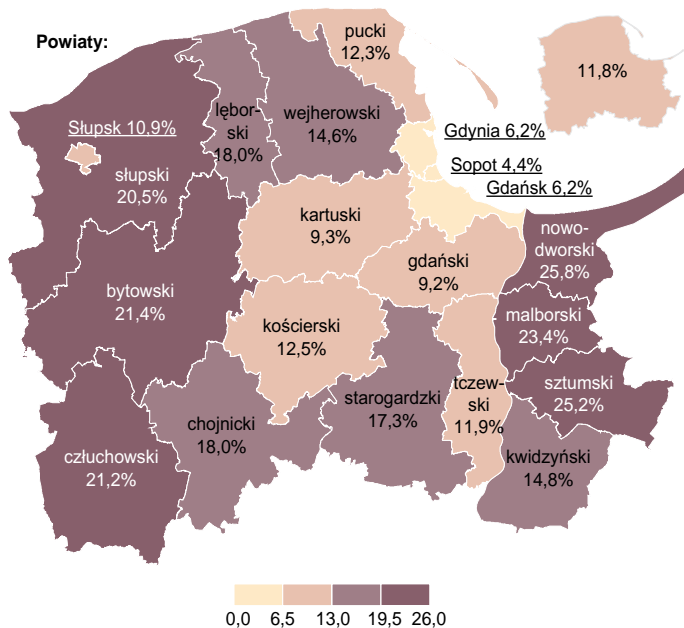 Powiaty:
pucki
12,3%
11,8%
lębor-
ski
18,0%
wejherowski
14,6%
Słupsk 10,9%
Gdynia 6,2%
Sopot 4,4%
Gdańsk 6,2%
słupski
20,5%
kartuski
9,3%
nowo-
dworski
25,8%
gdański
9,2%
bytowski
21,4%
malborski
23,4%
kościerski
12,5%
starogardzki
17,3%
tczew-
ski
11,9%
sztumski
25,2%
chojnicki
18,0%
człuchowski
21,2%
kwidzyński
14,8%
0,0 6,5 13,0 19,5 26,0